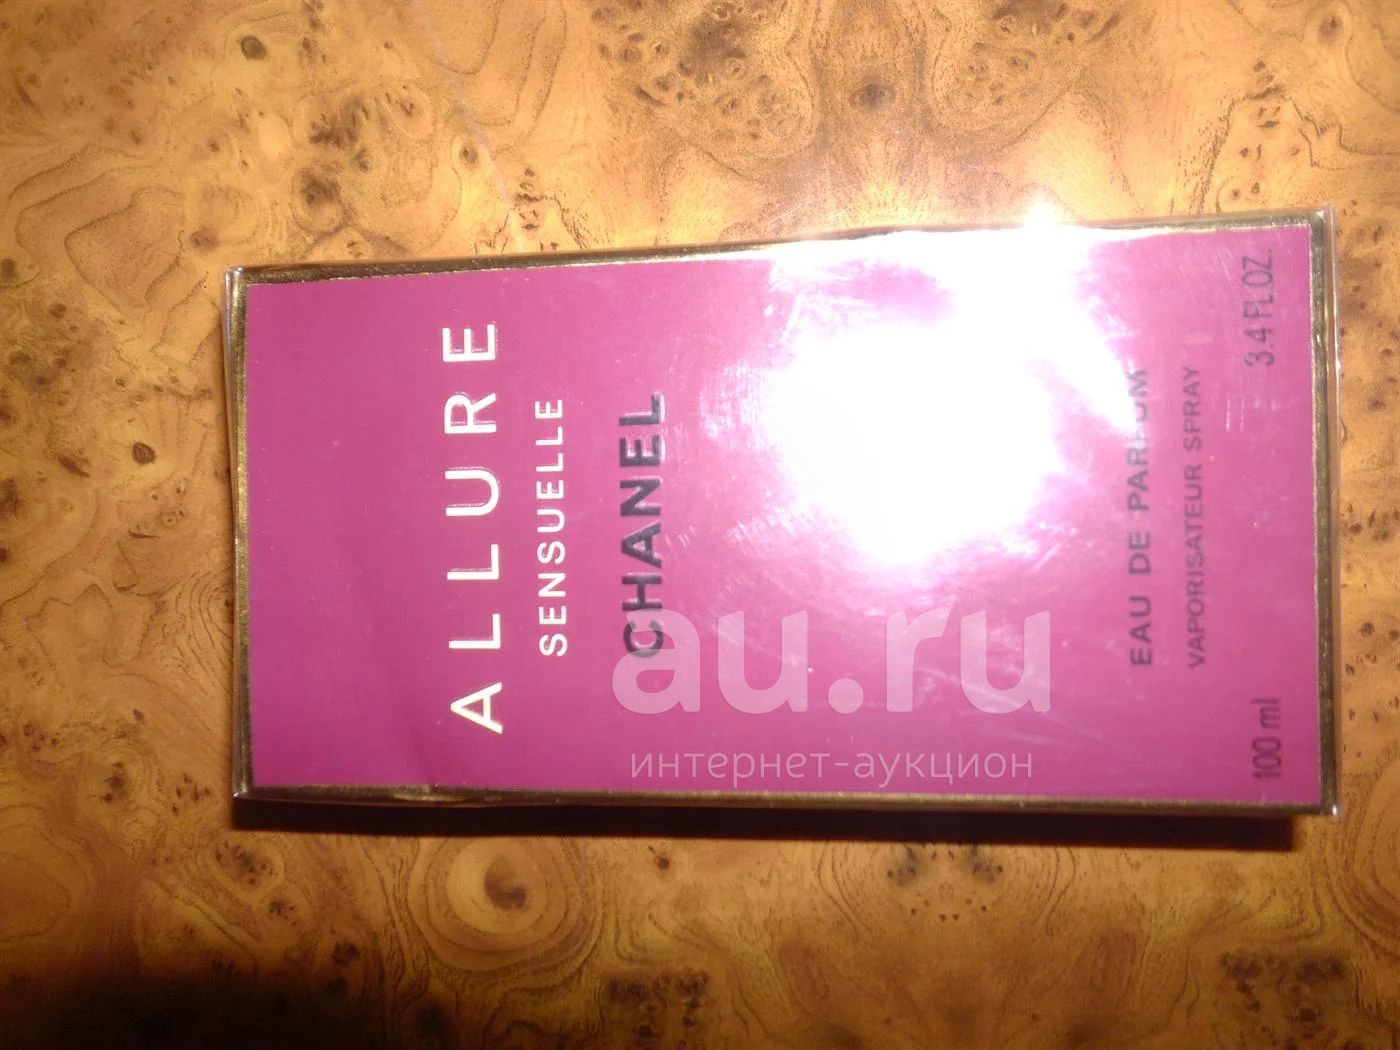 ALLURE
SENSUELLE
CHANEL
EAU DE PARFUM
VAPORISATEUR SPRAY
100 ml 3.4 FL.OZ.
au.ru
интернет-аукцион